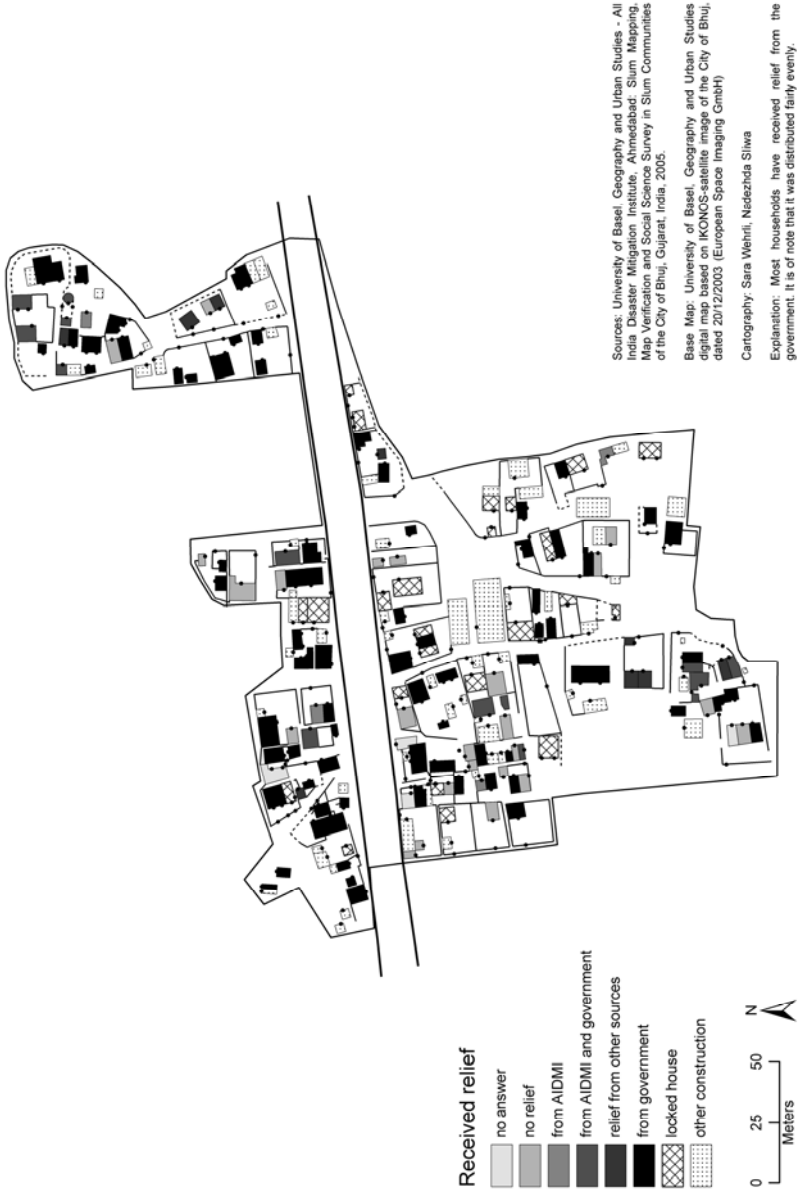 Received relief
no answer
no relief
from AIDMI
from AIDMI and government
relief from other sources
from government
locked house
other construction
0 25 50
Meters
N
Sources: University of Basel, Geography and Urban Studies - All
India Disaster Mitigation Institute, Ahmedabad: Slum Mapping,
Map Verification and Social Science Survey in Slum Communities
of the City of Bhuj, Gujarat, India, 2005.
Base Map: University of Basel, Geography and Urban Studies
digital map based on IKONOS-satellite image of the City of Bhuj,
dated 20/12/2003 (European Space Imaging GmbH)
Cartography: Sara Wehrli, Nadezhda Sliwa
Explanation: Most households have received relief from the
government. It is of note that it was distributed fairly evenly.